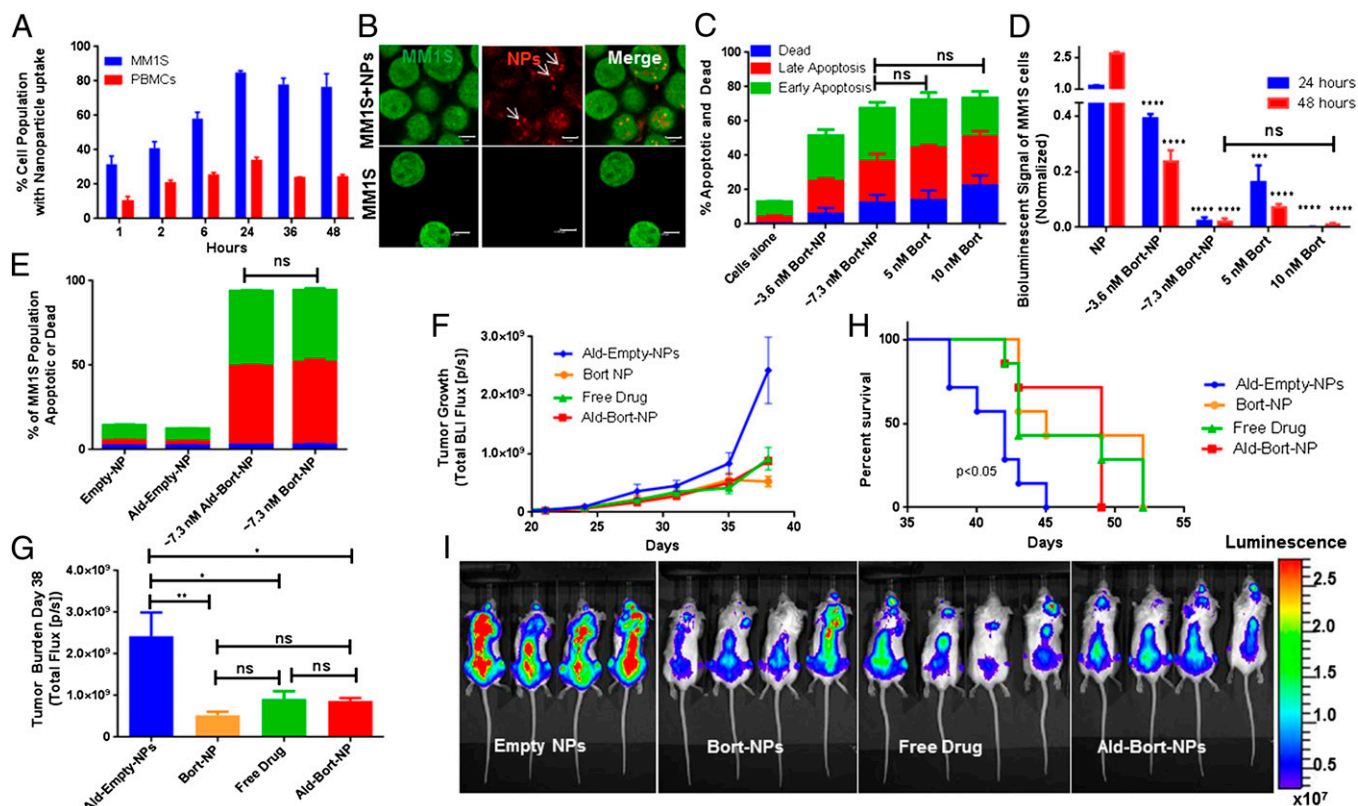 A
% Cell Population
with Nanoparticle uptake
100
80
60
40
20
0
MM1S
PBMCs
1 2 6 24 36 48
Hours
B
MM1S NPs Merge
MM1S+NPs
MM1S
C
% Apoptotic and Dead
100
80
60
40
20
0
Dead
Late Apoptosis
Early Apoptosis
ns
ns
Cells alone
~3.6 nM Bort-NP
~7.3 nM Bort-NP
5 nM Bort
10 nM Bort
D
Bioluminescent Signal of MM1S cells
(Normalized)
2.5
1.0
0.4
0.2
0.0
24 hours
48 hours
ns
****
****
**** ****
***
****
**** ****
NP
~3.6 nM Bort-NP
~7.3 nM Bort-NP
5 nM Bort
10 nM Bort
E
% of MM1S Population
Apoptotic or Dead
100
50
0
ns
Empty-NP
Ald-Empty-NP
~7.3 nM Ald-Bort-NP
~7.3 nM Bort-NP
F
Tumor Growth
(Total BLI Flux [p/s])
3.0×10⁹
2.0×10⁹
1.0×10⁹
0.0
Ald-Empty-NPs
Bort NP
Free Drug
Ald-Bort-NP
20 25 30 35 40
Days
H
Percent survival
100
50
0
p<0.05
Ald-Empty-NPs
Bort-NP
Free Drug
Ald-Bort-NP
35 40 45 50 55
Days
G
Tumor Burden Day 38
(Total Flux [p/s])
4.0×10⁹
3.0×10⁹
2.0×10⁹
1.0×10⁹
0.0
*
*
**
ns
ns
ns
Ald-Empty-NPs
Bort-NP
Free Drug
Ald-Bort-NP
I
Empty NPs
Bort-NPs
Free Drug
Ald-Bort-NPs
Luminescence
2.5
2.0
1.0
0.5
x10⁷